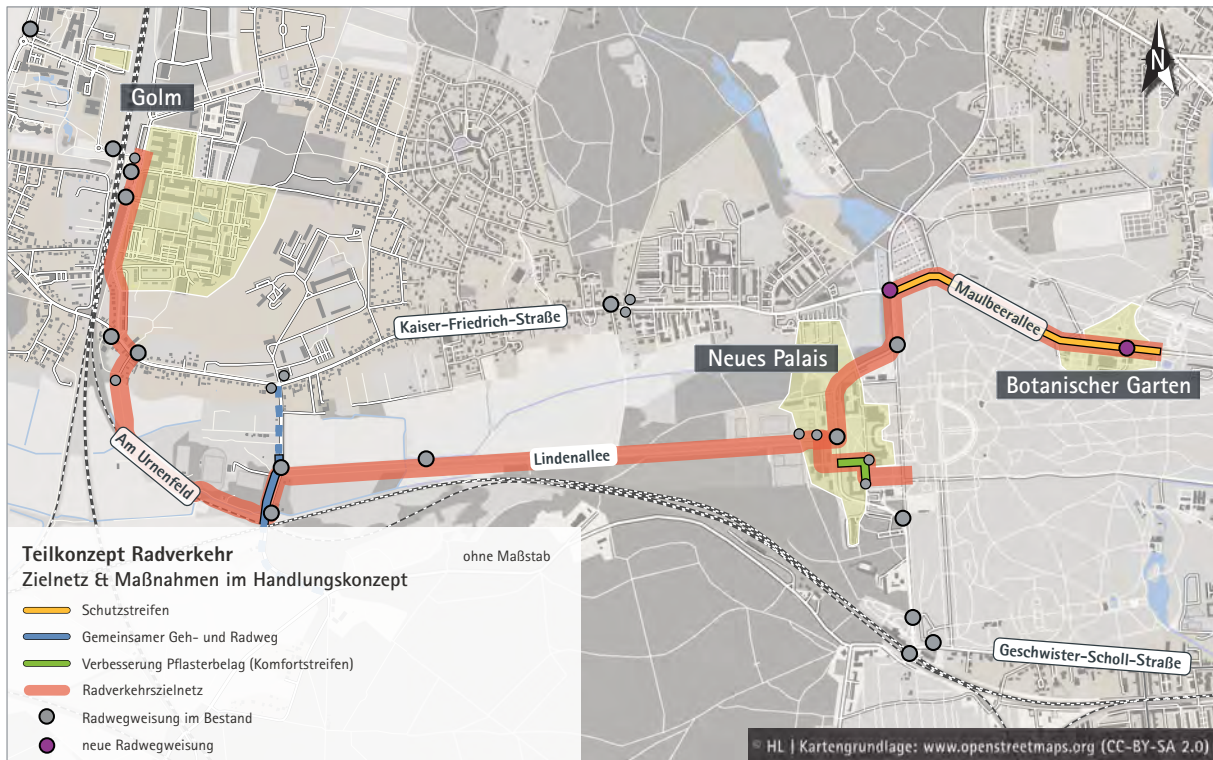 N
Golm
Maulbeerallee
Kaiser-Friedrich-Straße
Neues Palais
Botanischer Garten
Lindenallee
Am Urnenfeld
Geschwister-Scholl-Straße
Teilkonzept Radverkehr
ohne Maßstab
Zielnetz & Maßnahmen im Handlungskonzept
Schutzstreifen
Gemeinsamer Geh- und Radweg
Verbesserung Pflasterbelag (Komfortstreifen)
Radverkehrszielnetz
Radwegweisung im Bestand
neue Radwegweisung
© HL | Kartengrundlage: www.openstreetmaps.org (CC-BY-SA 2.0)